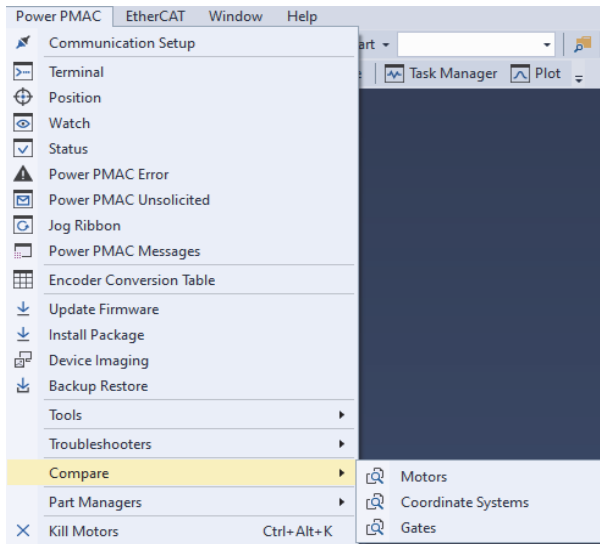 Power PMAC EtherCAT Window Help
Communication Setup
art
Terminal
Task Manager Plot
Position
Watch
Status
Power PMAC Error
Power PMAC Unsolicited
Jog Ribbon
Power PMAC Messages
Encoder Conversion Table
Update Firmware
Install Package
Device Imaging
Backup Restore
Tools
Troubleshooters
Compare
Motors
Part Managers
Coordinate Systems
Kill Motors Ctrl+Alt+K
Gates